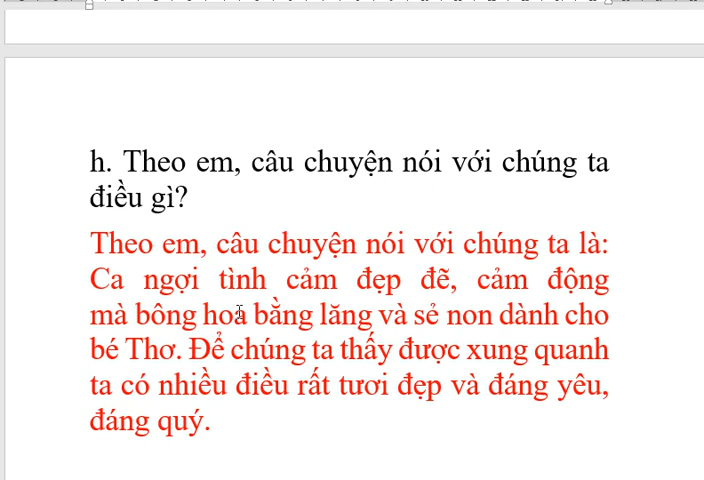 h. Theo em, câu chuyện nói với chúng ta
điều gì?
Theo em, câu chuyện nói với chúng ta là:
Ca ngợi tình cảm đẹp đẽ, cảm động
mà bông hoa bằng lăng và sẻ non dành cho
bé Thơ. Để chúng ta thấy được xung quanh
ta có nhiều điều rất tươi đẹp và đáng yêu,
đáng quý.